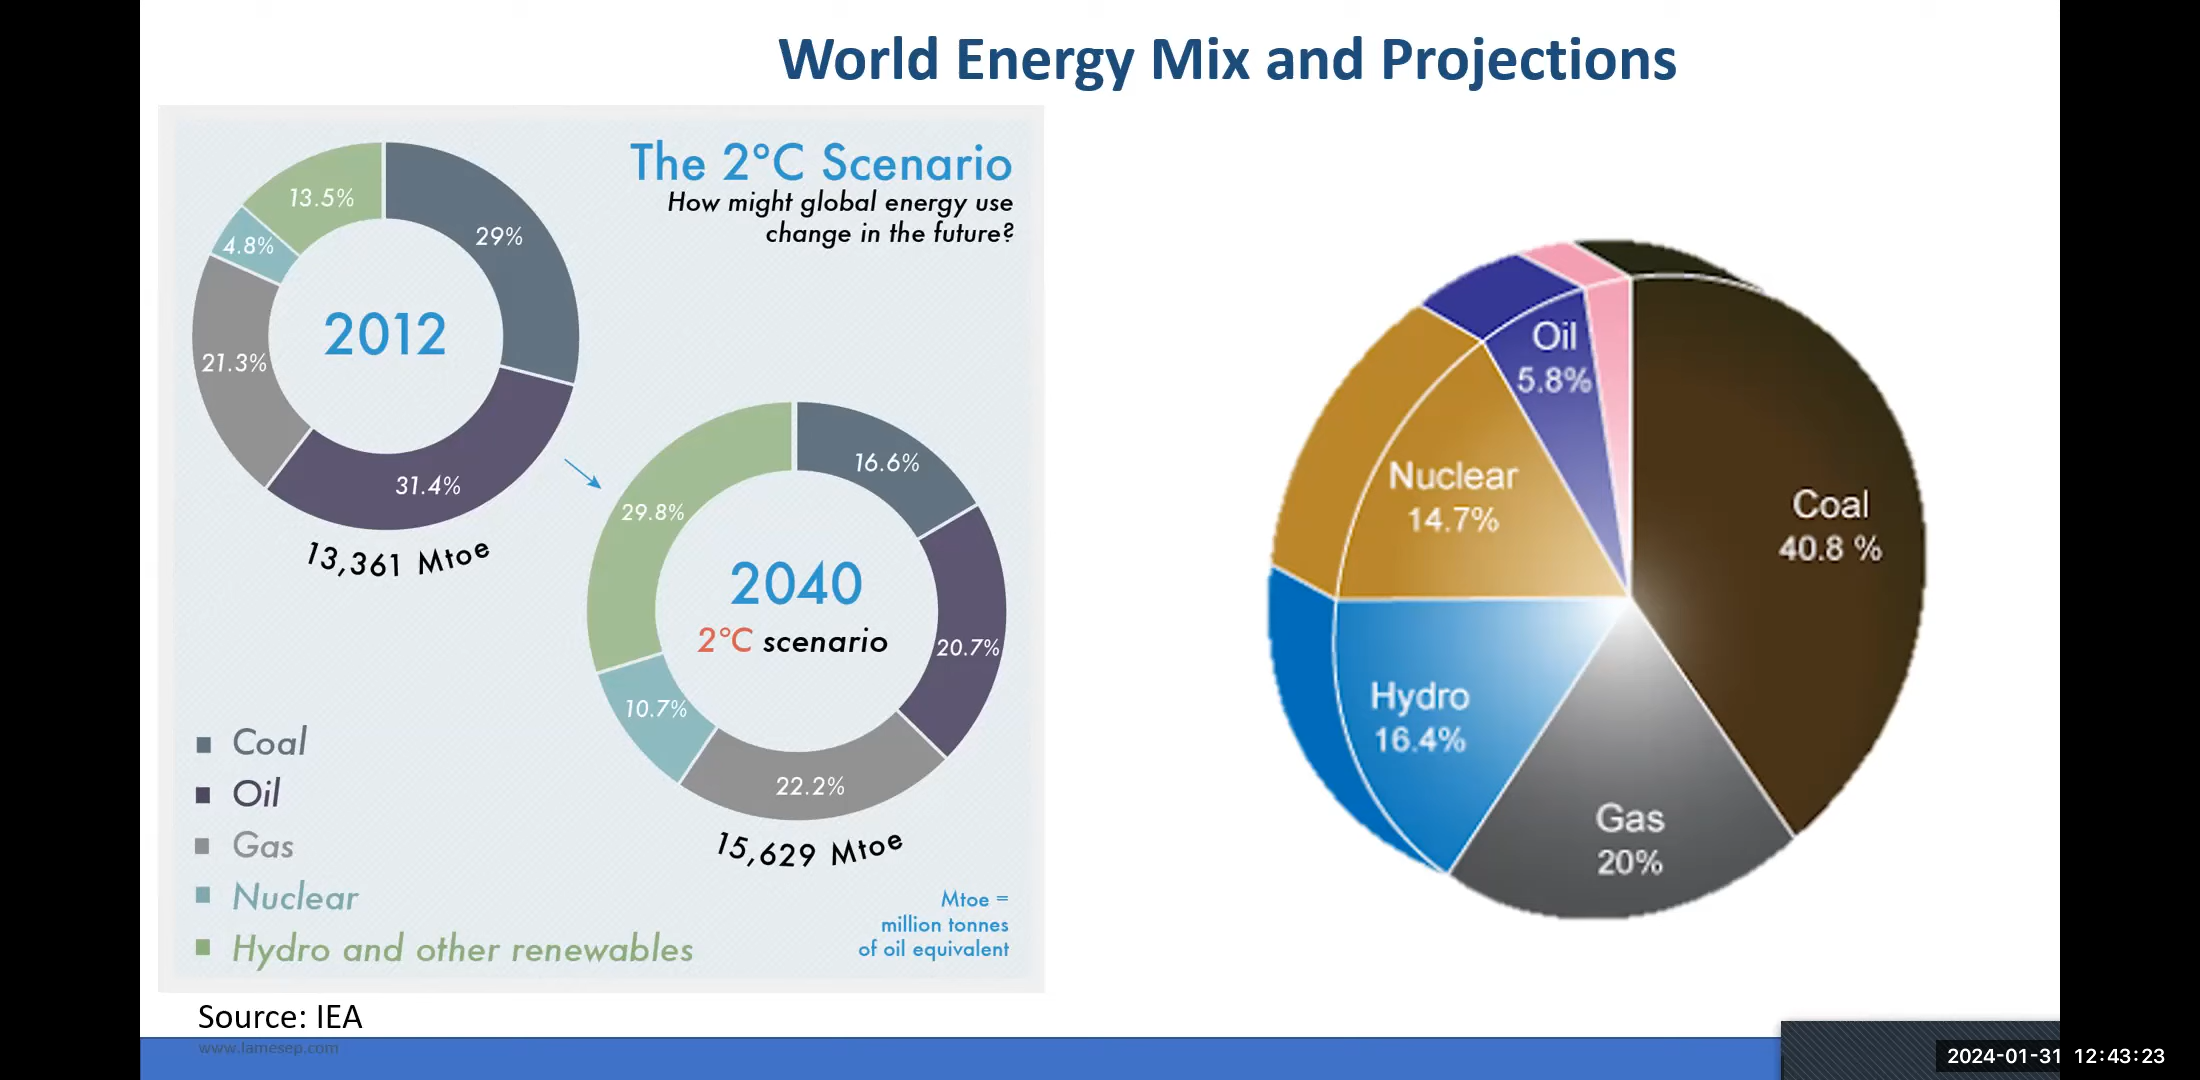 World Energy Mix and Projections
The 2°C Scenario
How might global energy use
change in the future?
13.5%
29%
4.8%
2012
21.3%
31.4%
13,361 Mtoe
16.6%
29.8%
2040
2°C scenario
20.7%
10.7%
22.2%
15,629 Mtoe
Coal
Oil
Gas
Nuclear
Hydro and other renewables
Mtoe =
million tonnes
of oil equivalent
Oil
5.8%
Nuclear
14.7%
Coal
40.8 %
Hydro
16.4%
Gas
20%
Source: IEA
www.lamesep.com
2024-01-31 12:43:23